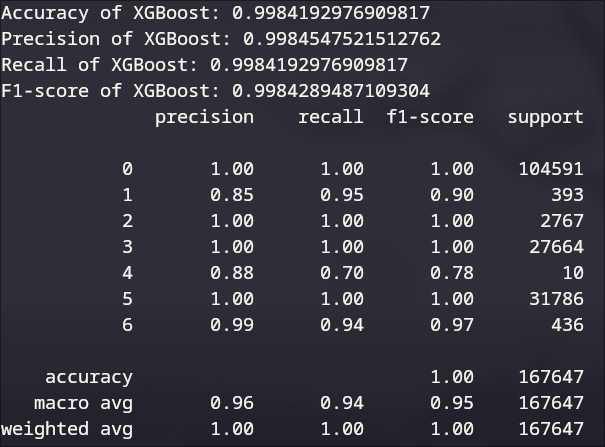 Accuracy of XGBoost: 0.9984192976909817
Precision of XGBoost: 0.9984547521512762
Recall of XGBoost: 0.9984192976909817
F1-score of XGBoost: 0.9984289487109304
precision recall f1-score support
0 1.00 1.00 1.00 104591
1 0.85 0.95 0.90 393
2 1.00 1.00 1.00 2767
3 1.00 1.00 1.00 27664
4 0.88 0.70 0.78 10
5 1.00 1.00 1.00 31786
6 0.99 0.94 0.97 436
accuracy 1.00 167647
macro avg 0.96 0.94 0.95 167647
weighted avg 1.00 1.00 1.00 167647